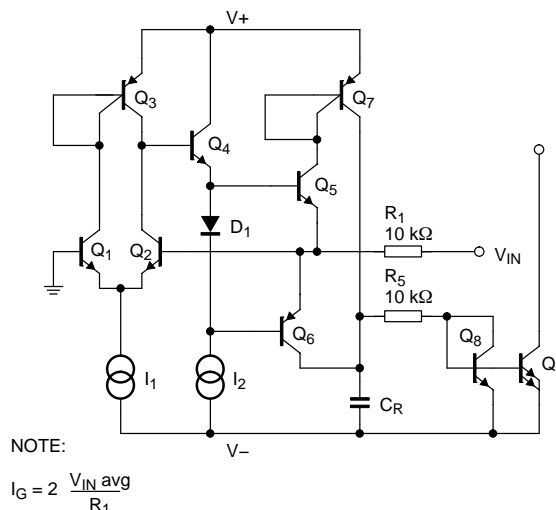 V+
Q3
Q7
Q4
Q5
R1
10 kΩ
D1
Q1
Q2
VIN
R5
10 kΩ
Q8
Q6
Q
I1
I2
CR
NOTE:
V–
IG = 2 VIN avg
R1